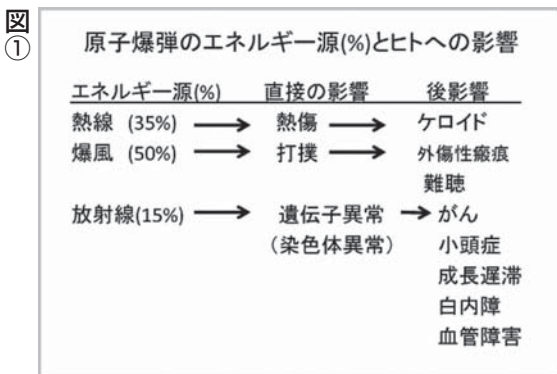 図
①
原子爆弾のエネルギー源(%)とヒトへの影響
エネルギー源(%) 直接の影響 後影響
熱線 (35%) → 熱傷 → ケロイド
爆風 (50%) → 打撲 → 外傷性瘢痕
難聴
放射線(15%) → 遺伝子異常 → がん
(染色体異常) 小頭症
成長遅滞
白内障
血管障害